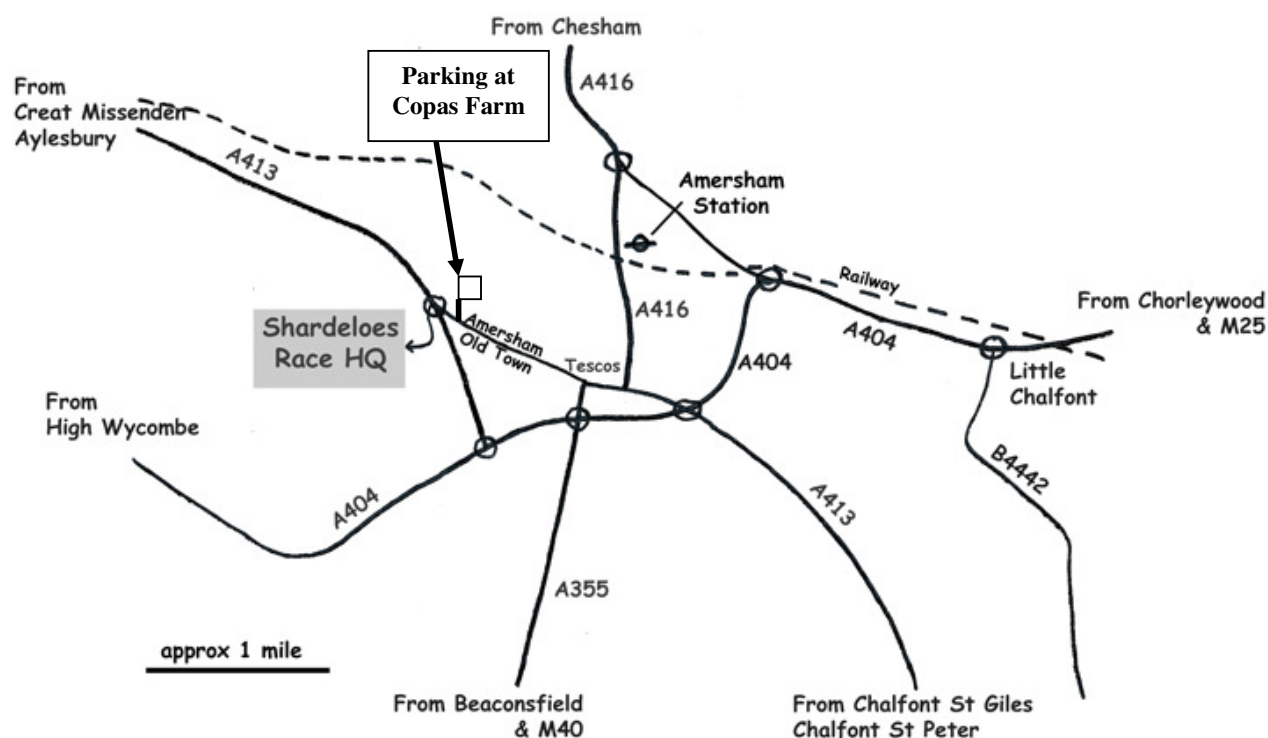 From Chesham
A416
Parking at
Copas Farm
From
Creat Missenden
Aylesbury
A413
Amersham
Station
Railway
From Chorleywood
& M25
A416
A404
A404
Shardeloes
Race HQ
Amersham
Old Town
Tescos
Little
Chalfont
From
High Wycombe
B4442
A404
A413
A355
approx 1 mile
From Beaconsfield
& M40
From Chalfont St Giles
Chalfont St Peter